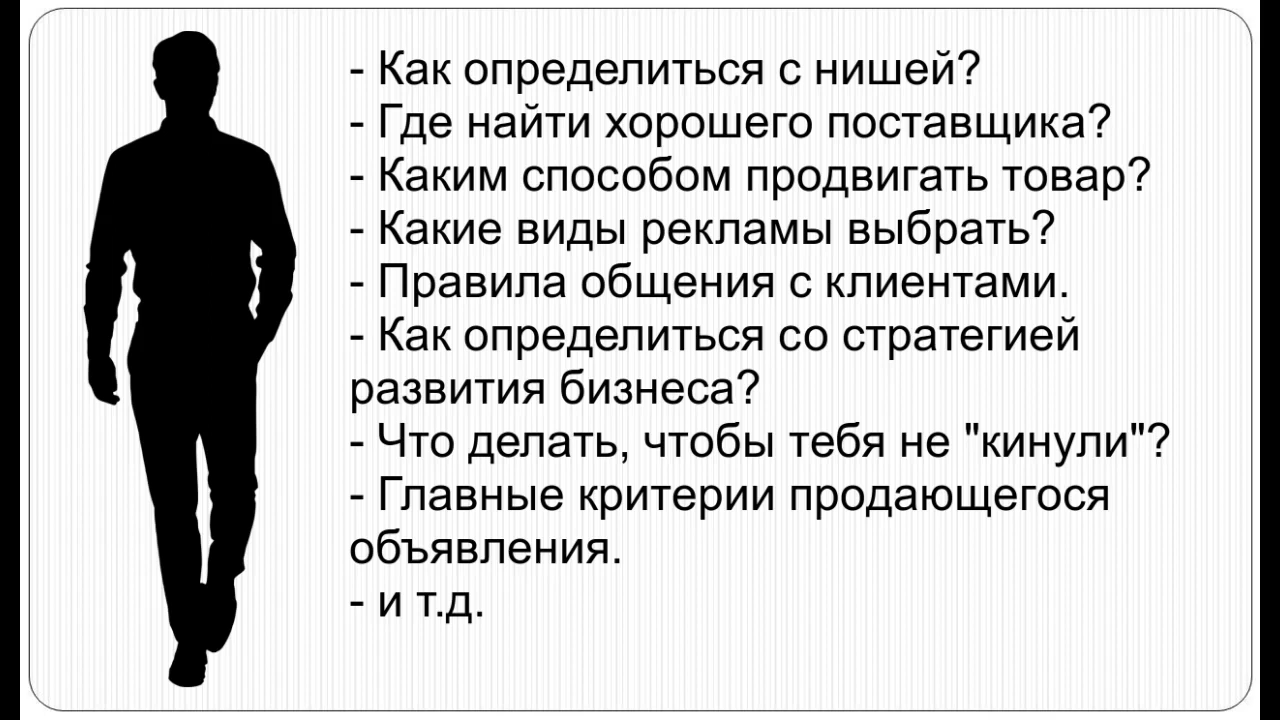 - Как определиться с нишей?
- Где найти хорошего поставщика?
- Каким способом продвигать товар?
- Какие виды рекламы выбрать?
- Правила общения с клиентами.
- Как определиться со стратегией
развития бизнеса?
- Что делать, чтобы тебя не "кинули"?
- Главные критерии продающегося
объявления.
- и т.д.